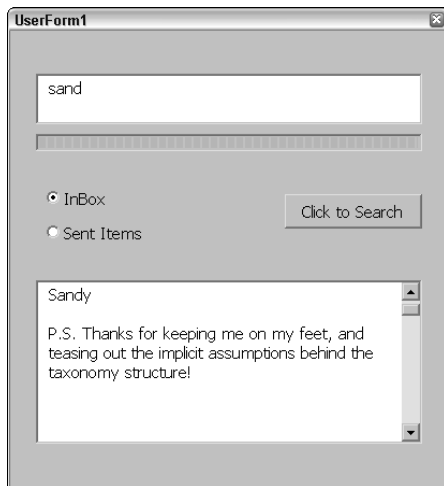 UserForm1
sand
InBox
Click to Search
Sent Items
Sandy
P.S. Thanks for keeping me on my feet, and
teasing out the implicit assumptions behind the
taxonomy structure!